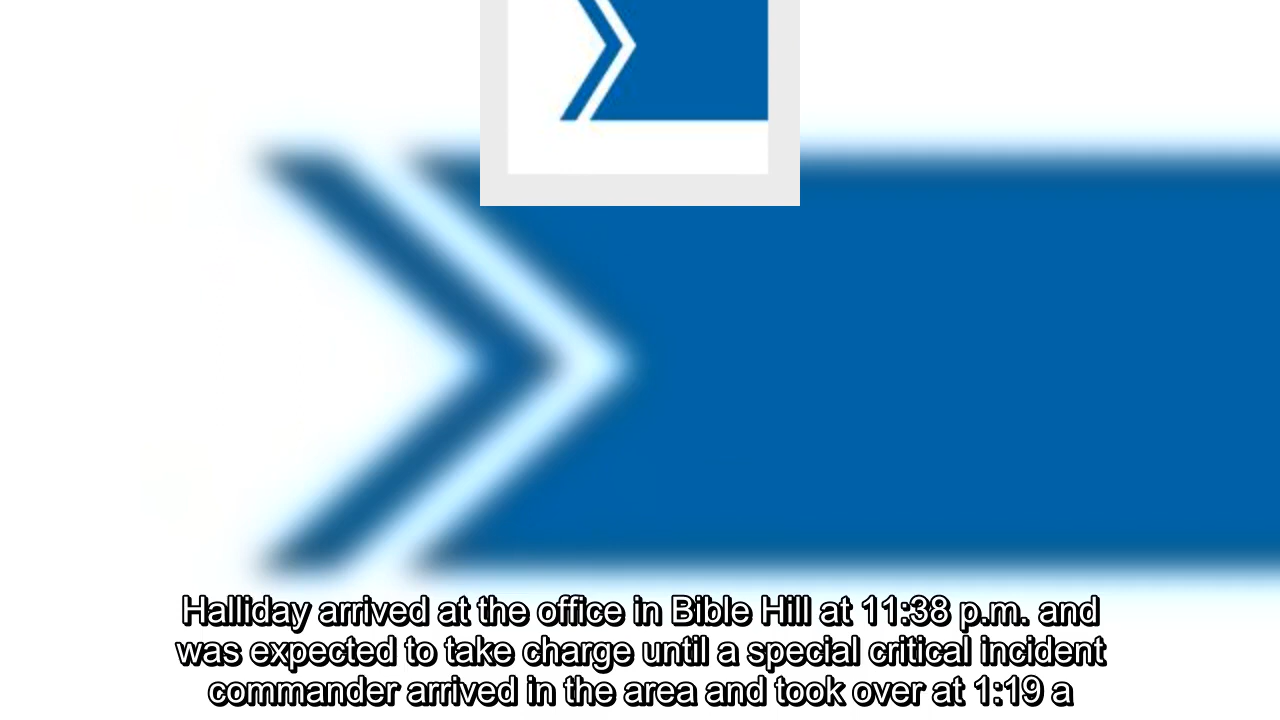 Halliday arrived at the office in Bible Hill at 11:38 p.m. and
was expected to take charge until a special critical incident
commander arrived in the area and took over at 1:19 a